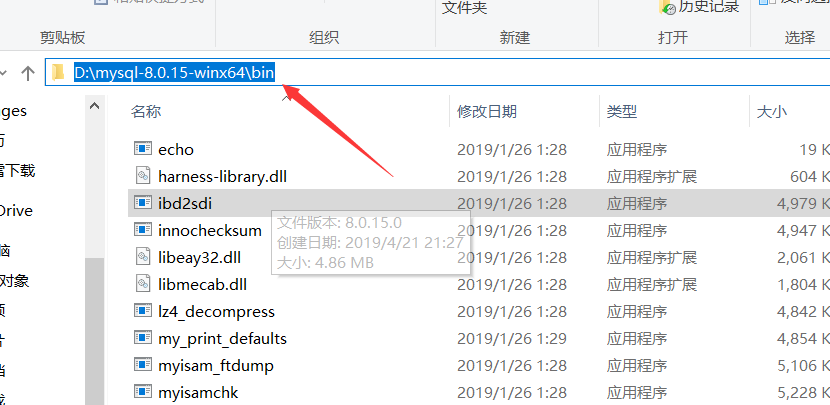 粘贴快捷方式
文件夹
历史记录
剪贴板
组织
新建
打开
选择
D:\mysql-8.0.15-winx64\bin
名称
修改日期
类型
大小
echo
2019/1/26 1:28
应用程序
19 K
harness-library.dll
2019/1/26 1:28
应用程序扩展
604 K
ibd2sdi
2019/1/26 1:28
应用程序
4,979 K
innochecksum
2019/1/26 1:28
应用程序
4,947 K
libeay32.dll
2019/1/26 1:28
应用程序扩展
2,061 K
libmecab.dll
2019/1/26 1:28
应用程序扩展
1,804 K
lz4_decompress
2019/1/26 1:28
应用程序
4,842 K
my_print_defaults
2019/1/26 1:29
应用程序
4,854 K
myisam_ftdump
2019/1/26 1:28
应用程序
5,106 K
myisamchk
2019/1/26 1:28
应用程序
5,228 K
文件版本: 8.0.15.0
创建日期: 2019/4/21 21:27
大小: 4.86 MB
ges
雷下载
Drive
脑
对象